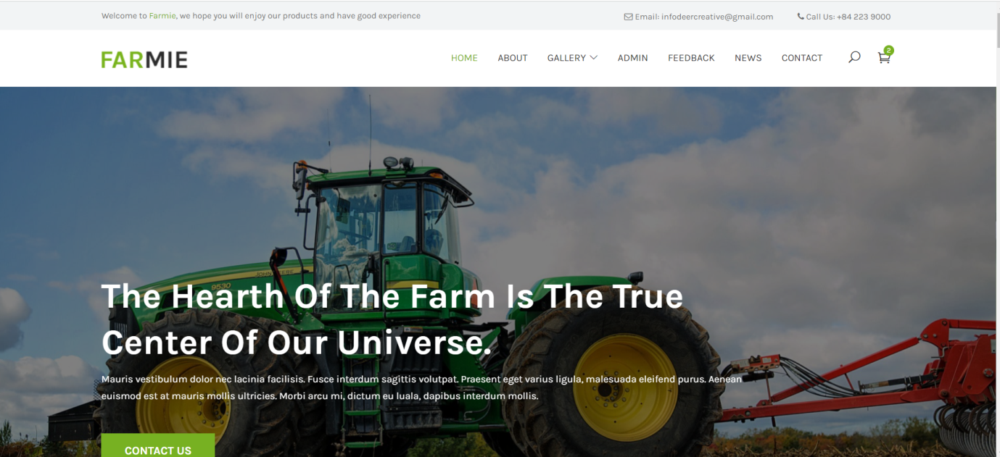 Welcome to Farmie, we hope you will enjoy our products and have good experience
Email: infodeercreative@gmail.com
Call Us: +84 223 9000
FARMIE
HOME
ABOUT
GALLERY
ADMIN
FEEDBACK
NEWS
CONTACT
2
JOHN DEERE
9530
The Hearth Of The Farm Is The True
Center Of Our Universe.
Mauris vestibulum dolor nec lacinia facilisis. Fusce interdum sagittis volutpat. Praesent eget varius ligula, malesuada eleifend purus. Aenean
euismod est at mauris mollis ultricies. Morbi arcu mi, dictum eu luala, dapibus interdum mollis.
CONTACT US